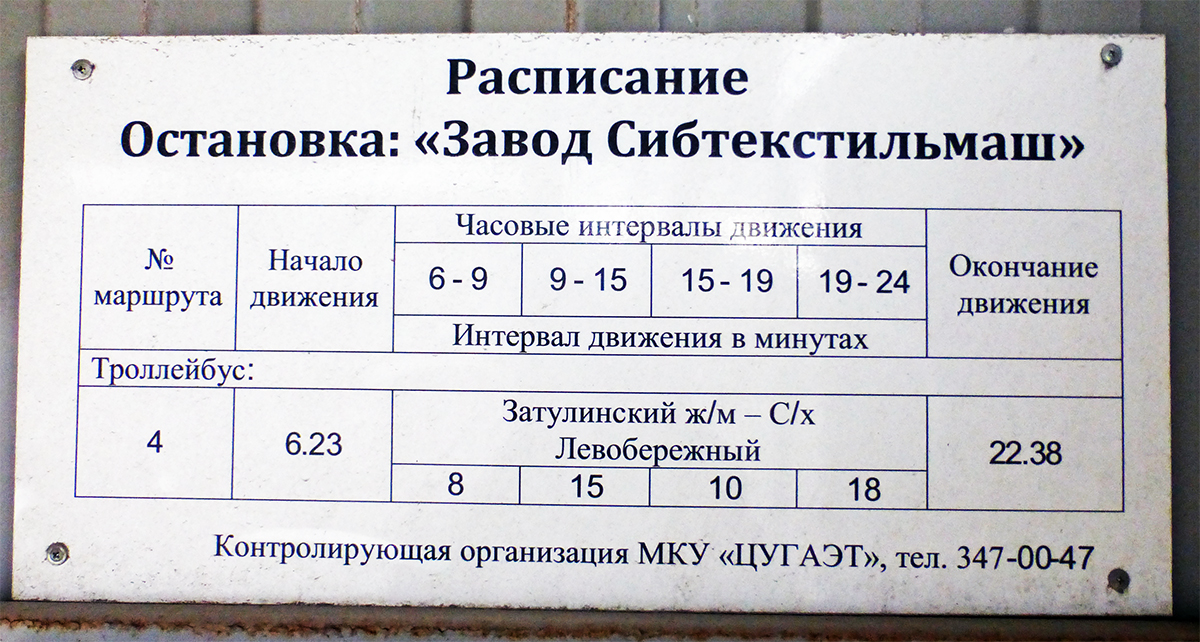 Расписание
Остановка: «Завод Сибтекстильмаш»
№
маршрута
Начало
движения
Часовые интервалы движения
6 - 9
9 - 15
15 - 19
19 - 24
Интервал движения в минутах
Окончание
движения
Троллейбус:
4
6.23
Затулинский ж/м – С/х
Левобережный
8
15
10
18
22.38
Контролирующая организация МКУ «ЦУГАЭТ», тел. 347-00-47